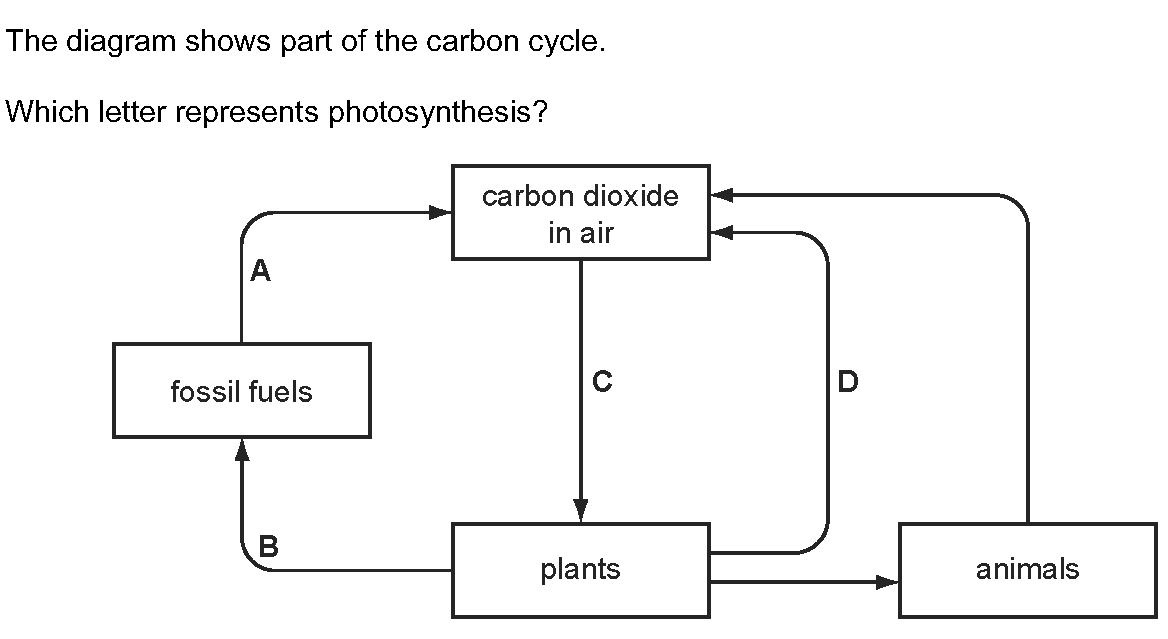 The diagram shows part of the carbon cycle.
Which letter represents photosynthesis?
carbon dioxide
in air
A
fossil fuels
C
D
B
plants
animals